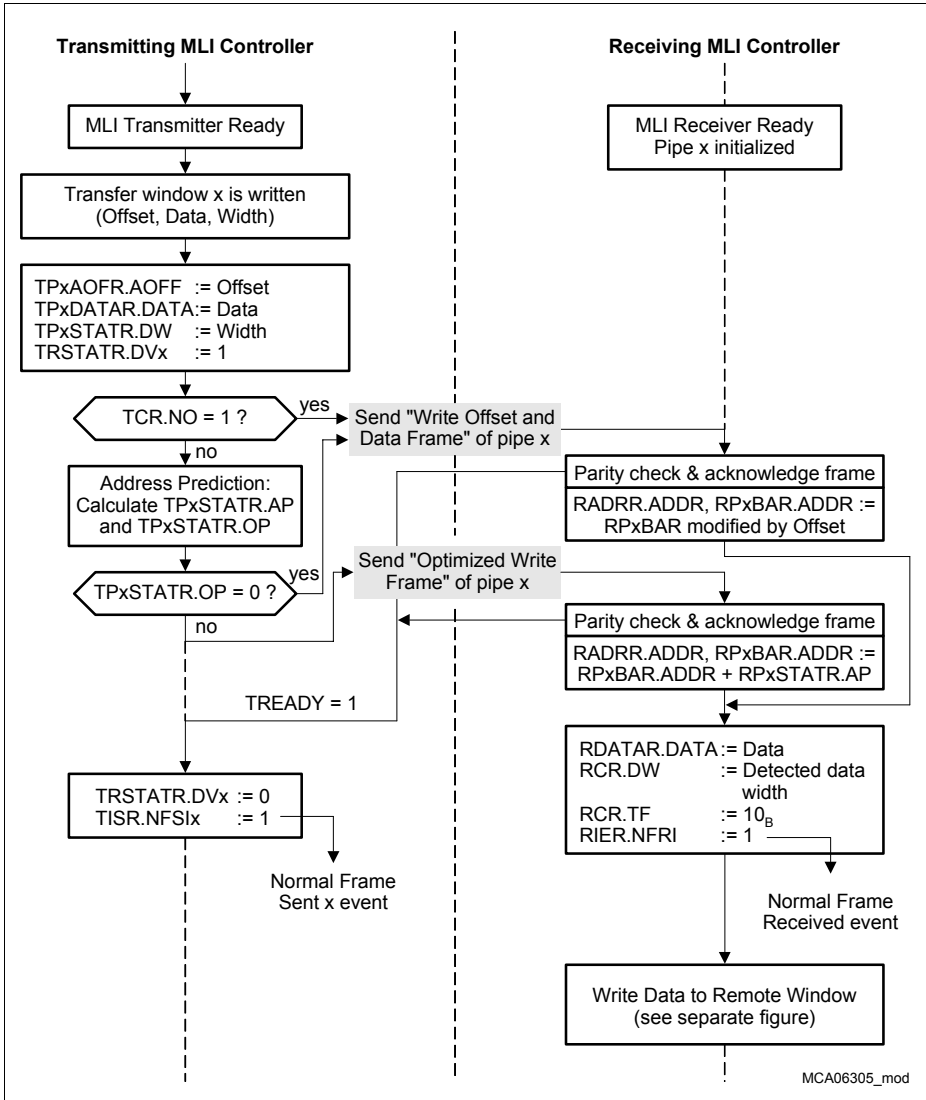 Transmitting MLI Controller
Receiving MLI Controller
MLI Transmitter Ready
MLI Receiver Ready
Pipe x initialized
Transfer window x is written
(Offset, Data, Width)
TPxAOFR.AOFF := Offset
TPxDATAR.DATA:= Data
TPxSTATR.DW := Width
TRSTATR.DVx := 1
TCR.NO = 1 ?
yes
no
Send "Write Offset and
Data Frame" of pipe x
Parity check & acknowledge frame
RADRR.ADDR, RPxBAR.ADDR :=
RPxBAR modified by Offset
Address Prediction:
Calculate TPxSTATR.AP
and TPxSTATR.OP
TPxSTATR.OP = 0 ?
yes
no
Send "Optimized Write
Frame" of pipe x
Parity check & acknowledge frame
RADRR.ADDR, RPxBAR.ADDR :=
RPxBAR.ADDR + RPxSTATR.AP
TREADY = 1
RDATAR.DATA := Data
RCR.DW := Detected data
width
RCR.TF := 10B
RIER.NFRI := 1
TRSTATR.DVx := 0
TISR.NFSIx := 1
Normal Frame
Sent x event
Normal Frame
Received event
Write Data to Remote Window
(see separate figure)
MCA06305_mod